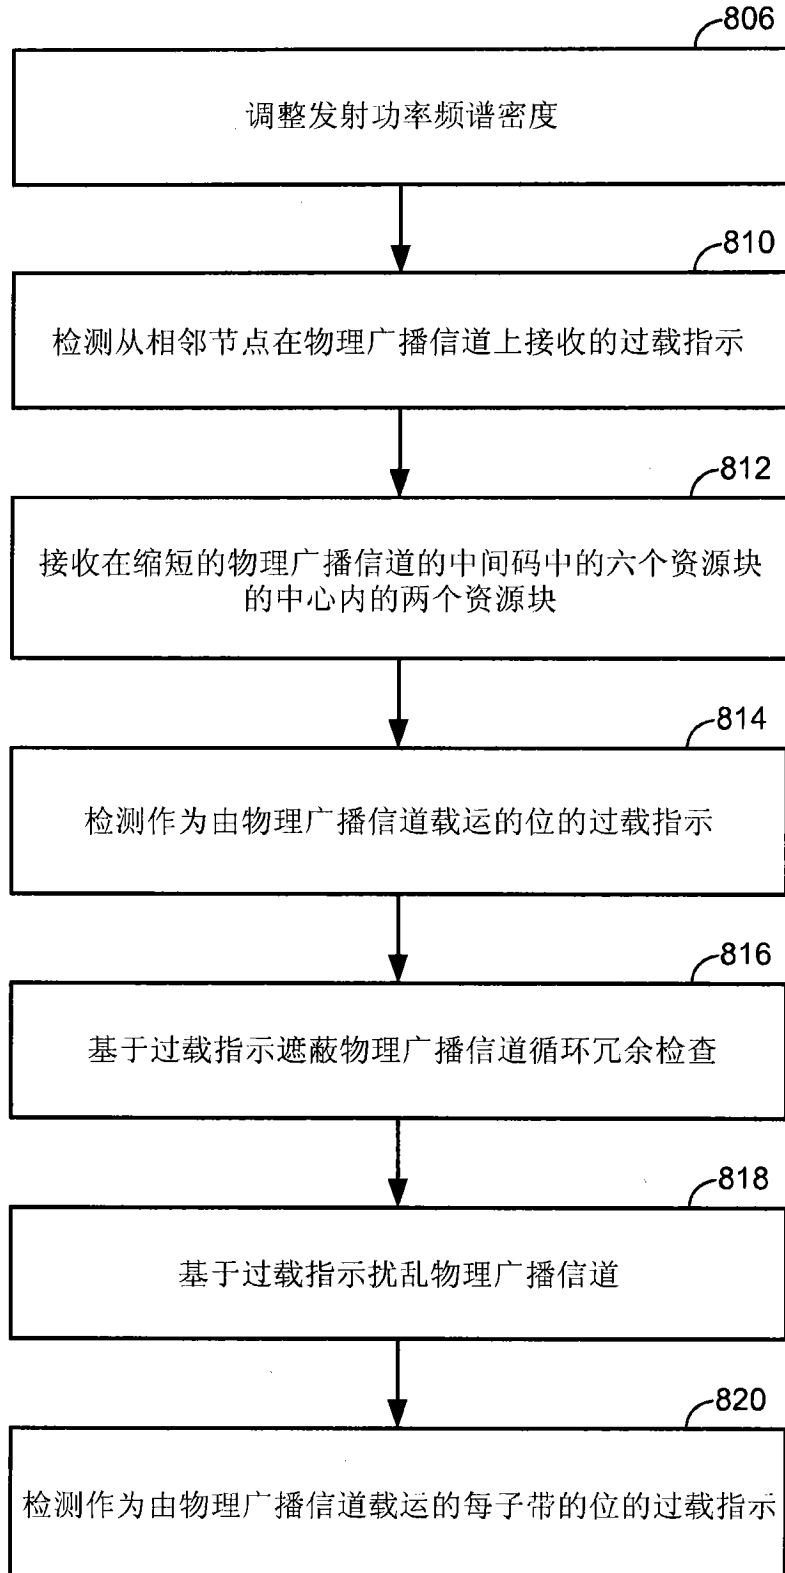 806
调整发射功率频谱密度
810
检测从相邻节点在物理广播信道上接收的过载指示
812
接收在缩短的物理广播信道的中间码中的六个资源块
的中心内的两个资源块
814
检测作为由物理广播信道载运的位的过载指示
816
基于过载指示遮蔽物理广播信道循环冗余检查
818
基于过载指示扰乱物理广播信道
820
检测作为由物理广播信道载运的每子带的位的过载指示